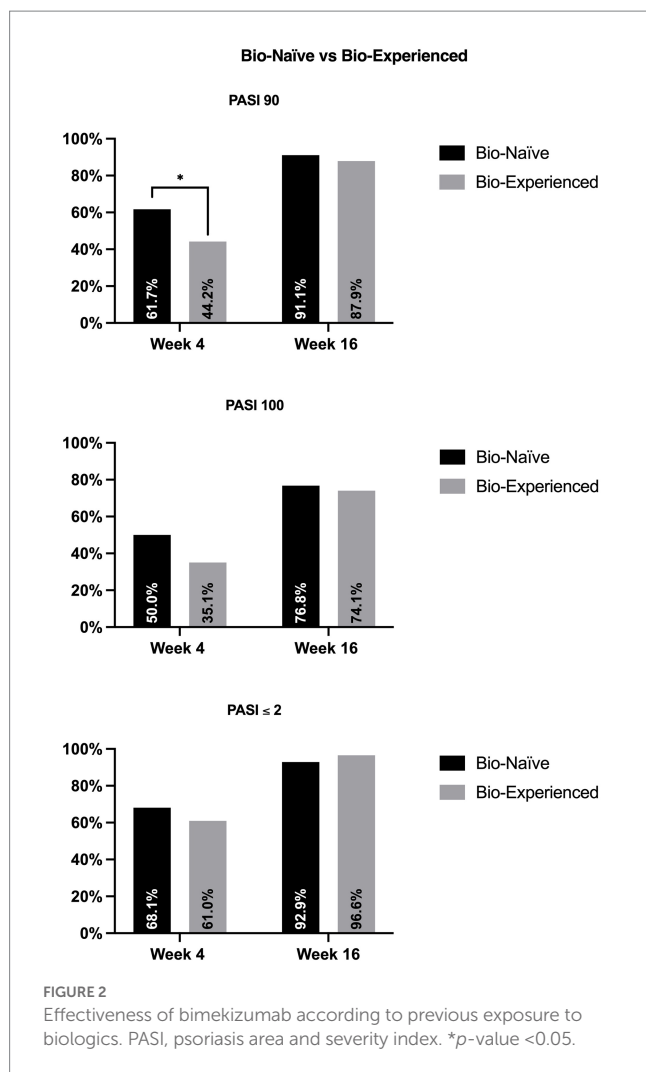 Bio-Naïve vs Bio-Experienced
PASI 90
100%
80%
60%
40%
20%
0%
*
61.7%
44.2%
91.1%
87.9%
Week 4
Week 16
Bio-Naïve
Bio-Experienced
PASI 100
100%
80%
60%
40%
20%
0%
50.0%
35.1%
76.8%
74.1%
Week 4
Week 16
Bio-Naïve
Bio-Experienced
PASI ≤ 2
100%
80%
60%
40%
20%
0%
68.1%
61.0%
92.9%
96.6%
Week 4
Week 16
Bio-Naïve
Bio-Experienced
FIGURE 2
Effectiveness of bimekizumab according to previous exposure to
biologics. PASI, psoriasis area and severity index. *p-value <0.05.